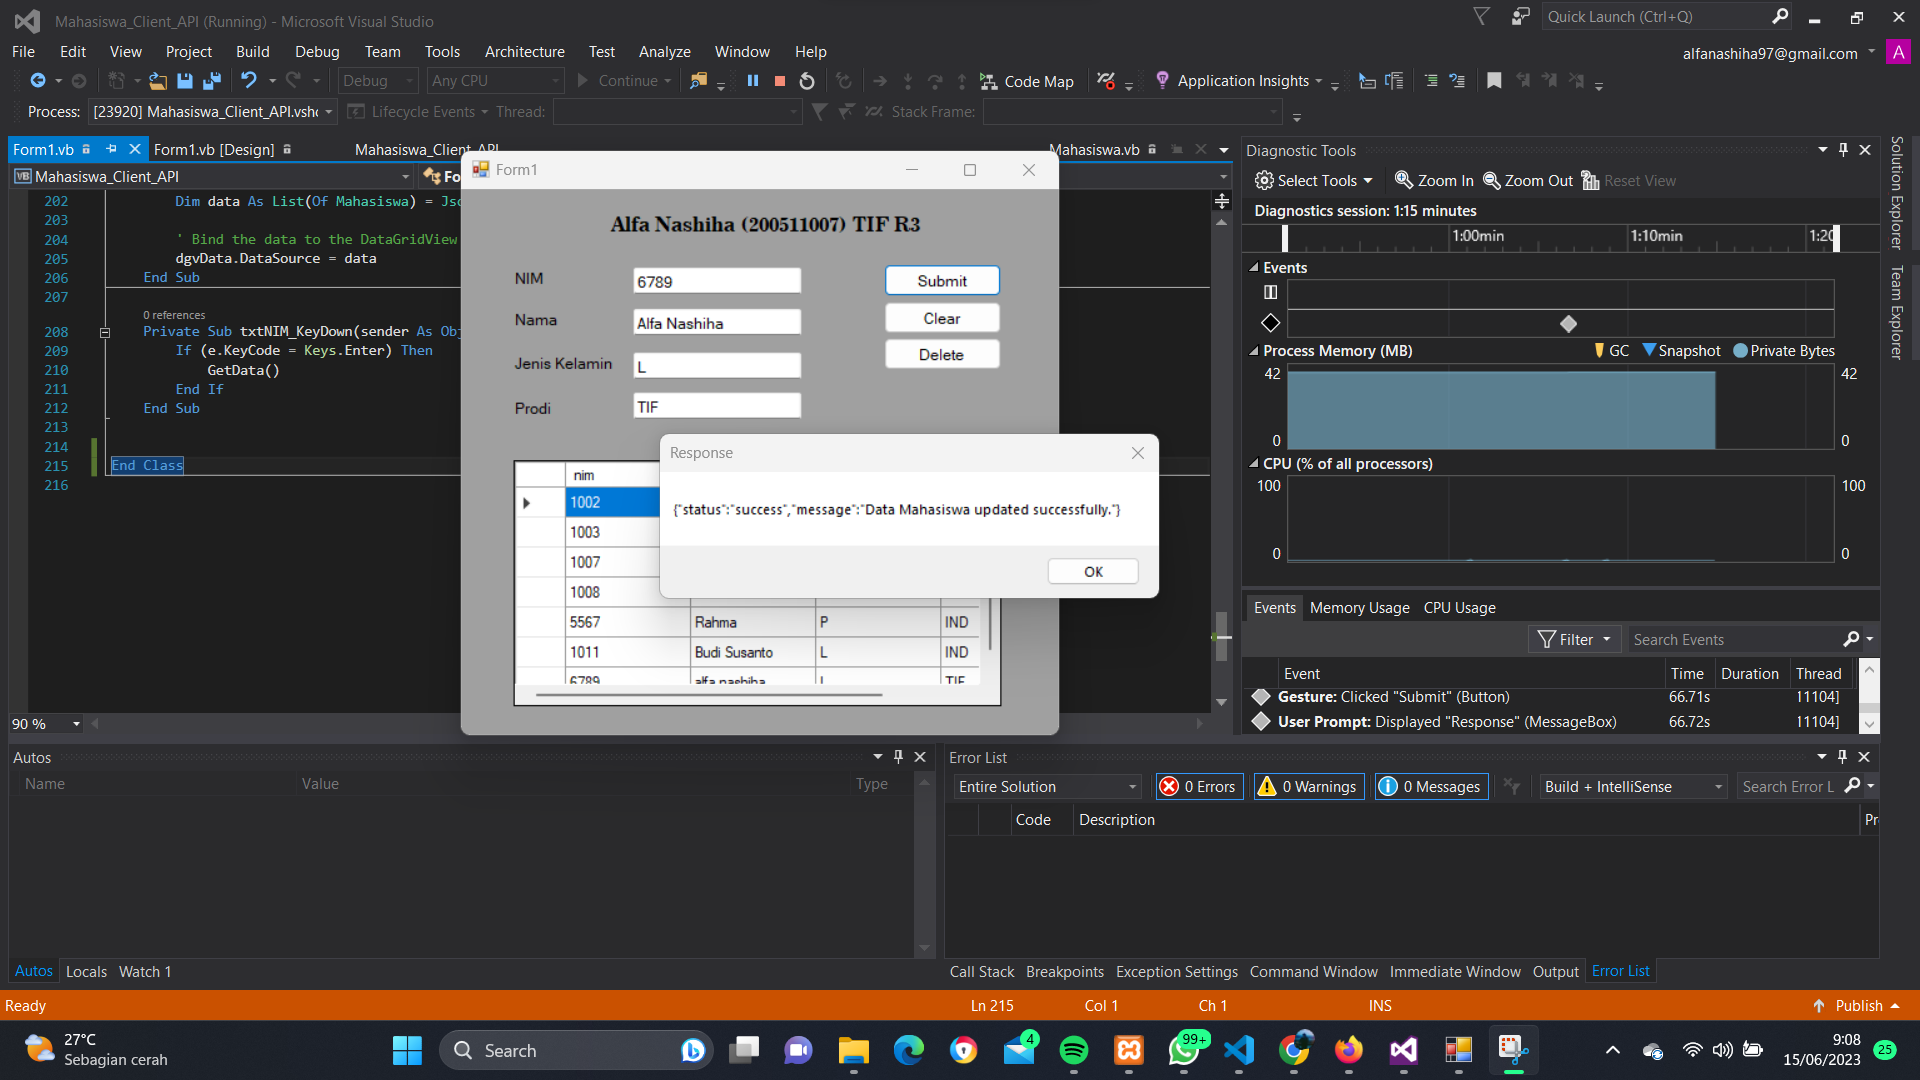 Mahasiswa_Client_API (Running) - Microsoft Visual Studio
Quick Launch (Ctrl+Q)
File Edit View Project Build Debug Team Tools Architecture Test Analyze Window Help
alfanashiha97@gmail.com A
Debug Any CPU Continue Code Map Application Insights
Process: [23920] Mahasiswa_Client_API.vshc Lifecycle Events Thread: Stack Frame:
Form1.vb Form1.vb [Design] Mahasiswa_Client_API Mahasiswa.vb
VB Mahasiswa_Client_API Fo
202 Dim data As List(Of Mahasiswa) = Jsc
203
204 ' Bind the data to the DataGridView
205 dgvData.DataSource = data
206 End Sub
207
0 references
208 Private Sub txtNIM_KeyDown(sender As Obj
209 If (e.KeyCode = Keys.Enter) Then
210 GetData()
211 End If
212 End Sub
213
214
215 End Class
216
90 %
Form1
Alfa Nashiha (200511007) TIF R3
NIM 6789 Submit
Nama Alfa Nashiha Clear
Jenis Kelamin L Delete
Prodi TIF
nim
1002
1003
1007
1008
5567 Rahma P IND
1011 Budi Susanto L IND
6789 alfa nashiha L TIF
Response
{"status":"success","message":"Data Mahasiswa updated successfully."}
OK
Diagnostic Tools
Select Tools Zoom In Zoom Out Reset View
Diagnostics session: 1:15 minutes
1:00min 1:10min 1:20
Events
Process Memory (MB) GC Snapshot Private Bytes
42 42
0 0
CPU (% of all processors)
100 100
0 0
Events Memory Usage CPU Usage
Filter Search Events
Event Time Duration Thread
Gesture: Clicked "Submit" (Button) 66.71s 11104]
User Prompt: Displayed "Response" (MessageBox) 66.72s 11104]
Solution Explorer
Team Explorer
Autos
Name Value Type
Autos Locals Watch 1
Error List
Entire Solution 0 Errors 0 Warnings 0 Messages Build + IntelliSense Search Error L
Code Description Pr
Call Stack Breakpoints Exception Settings Command Window Immediate Window Output Error List
Ready Ln 215 Col 1 Ch 1 INS Publish
27°C
Sebagian cerah
Search
4
99+
9:08
15/06/2023
25